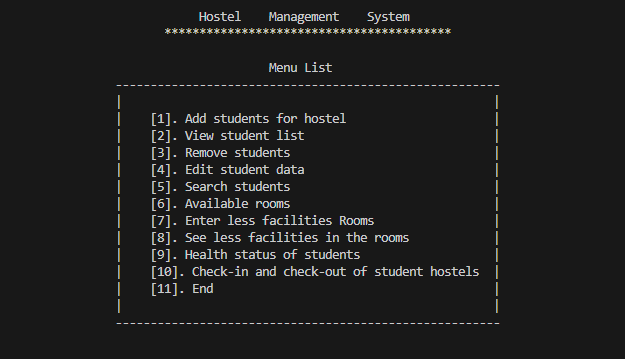 Hostel    Management    System
*****************************************
Menu List
-------------------------------------------------------
|                                                     |
|    [1]. Add students for hostel                     |
|    [2]. View student list                           |
|    [3]. Remove students                             |
|    [4]. Edit student data                           |
|    [5]. Search students                             |
|    [6]. Available rooms                             |
|    [7]. Enter less facilities Rooms                 |
|    [8]. See less facilities in the rooms            |
|    [9]. Health status of students                   |
|    [10]. Check-in and check-out of student hostels  |
|    [11]. End                                        |
|                                                     |
-------------------------------------------------------